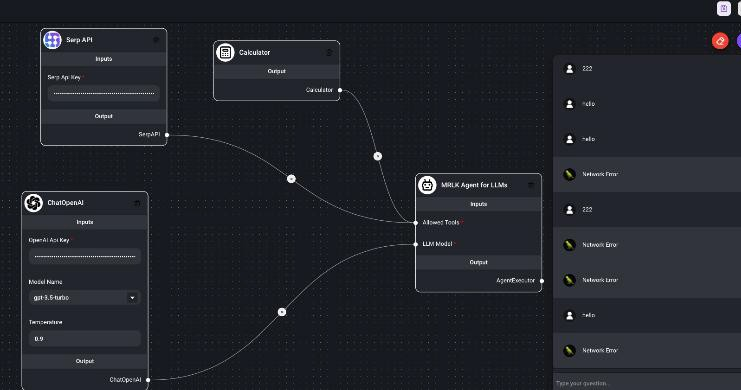 Serp API
Inputs
Serp Api Key *
Output
SerpAPI
Calculator
Output
Calculator
ChatOpenAI
Inputs
OpenAI Api Key *
Model Name
gpt-3.5-turbo
Temperature
0.9
Output
ChatOpenAI
MRLK Agent for LLMs
Inputs
Allowed Tools *
LLM Model *
Output
AgentExecutor
222
hello
hello
Network Error
222
Network Error
Network Error
hello
Network Error
Type your question...